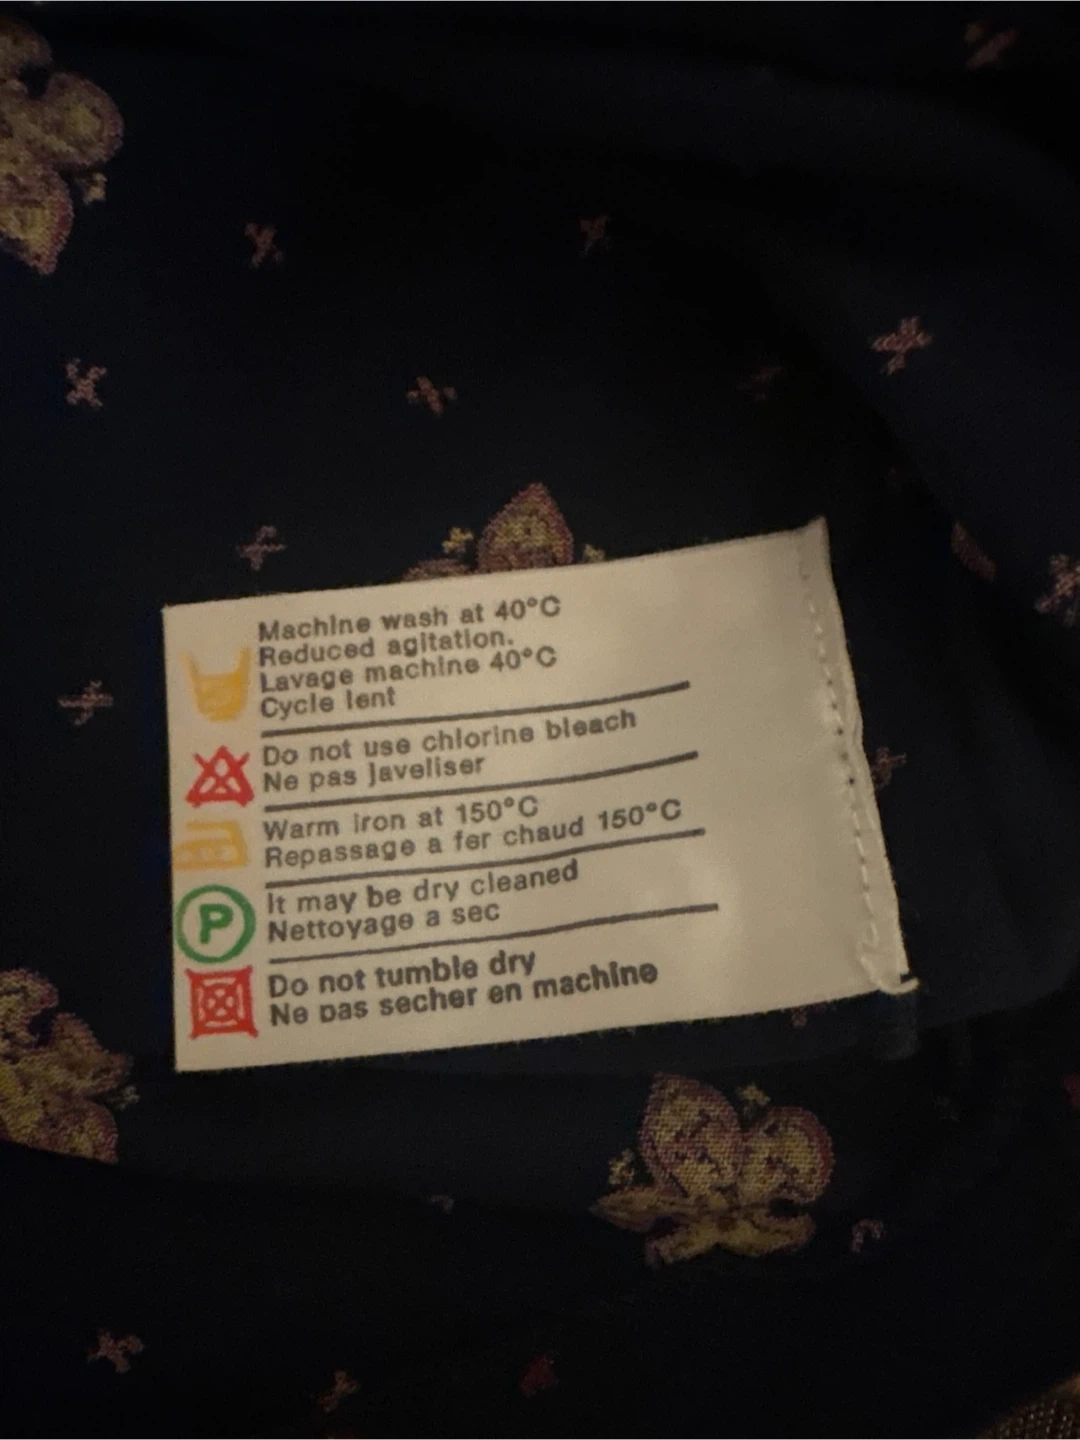 Machine wash at 40°C
Reduced agitation.
Lavage machine 40°C
Cycle lent
Do not use chlorine bleach
Ne pas javeliser
Warm iron at 150°C
Repassage a fer chaud 150°C
P
It may be dry cleaned
Nettoyage a sec
Do not tumble dry
Ne pas secher en machine